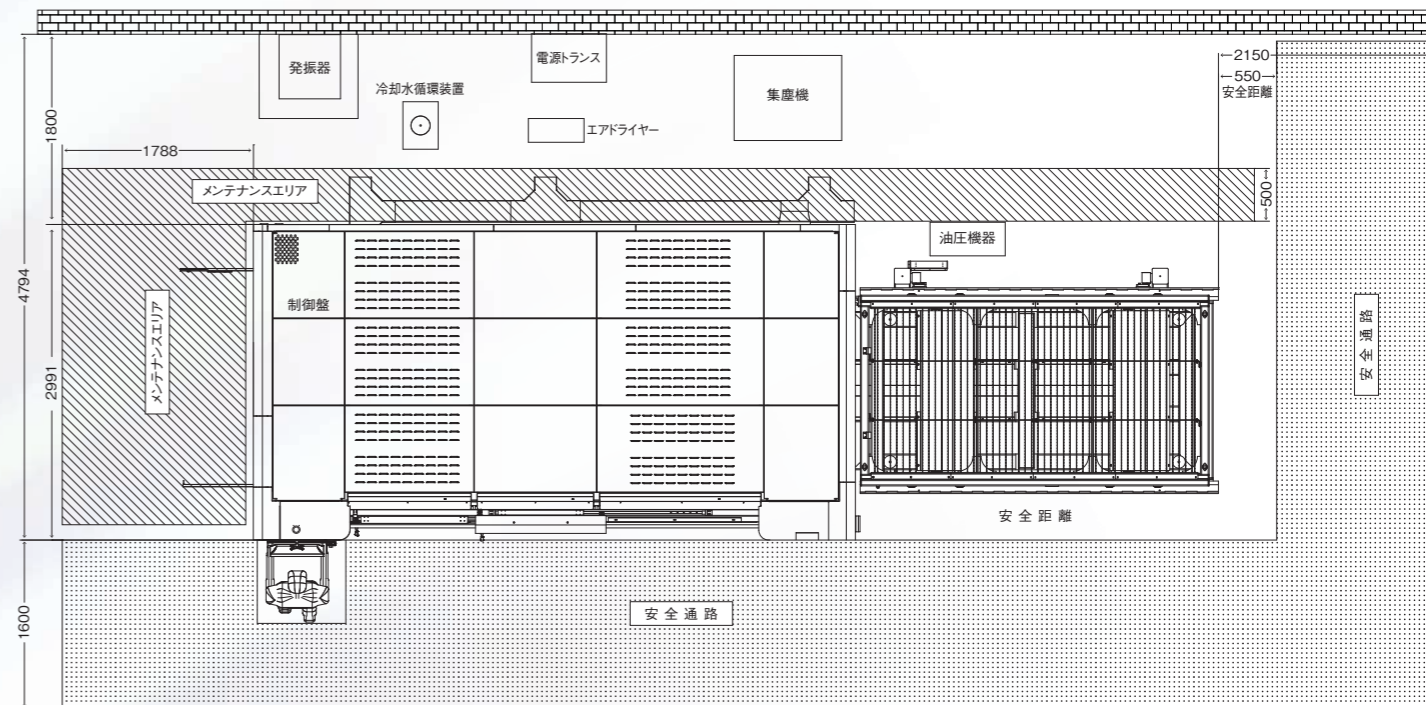 発振器
電源トランス
冷却水循環装置
集塵機
エアドライヤー
2150
550
安全距離
1800
1788
メンテナンスエリア
500
油圧機器
4794
制御盤
メンテナンスエリア
2991
安全通路
安全距離
安全通路
1600